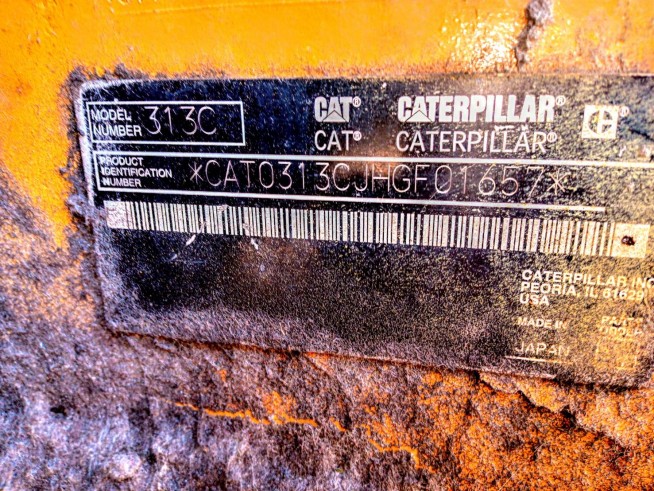 MODEL NUMBER 313C
CAT® CATERPILLAR®
CAT® CATERPILLAR®
PRODUCT IDENTIFICATION NUMBER *CAT0313CJHGF01657*
CATERPILLAR INC
PEORIA, IL 61629
USA
MADE IN
JAPAN